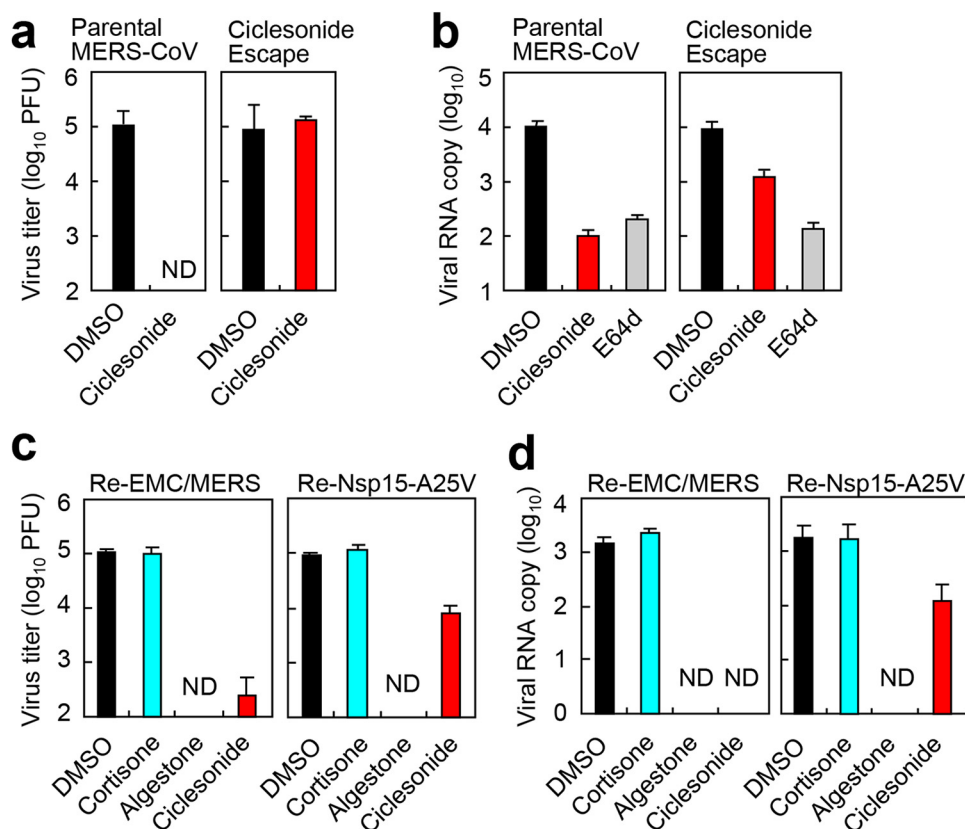 a
Parental
MERS-CoV
Ciclesonide
Escape
Virus titer (log10 PFU)
6
5
4
3
2
ND
DMSO
Ciclesonide
DMSO
Ciclesonide
b
Parental
MERS-CoV
Ciclesonide
Escape
Viral RNA copy (log10)
5
4
3
2
1
DMSO
Ciclesonide
E64d
DMSO
Ciclesonide
E64d
c
Re-EMC/MERS
Re-Nsp15-A25V
Virus titer (log10 PFU)
6
5
4
3
2
ND
ND
DMSO
Cortisone
Algestone
Ciclesonide
DMSO
Cortisone
Algestone
Ciclesonide
d
Re-EMC/MERS
Re-Nsp15-A25V
Viral RNA copy (log10)
4
3
2
1
0
ND ND
ND
DMSO
Cortisone
Algestone
Ciclesonide
DMSO
Cortisone
Algestone
Ciclesonide